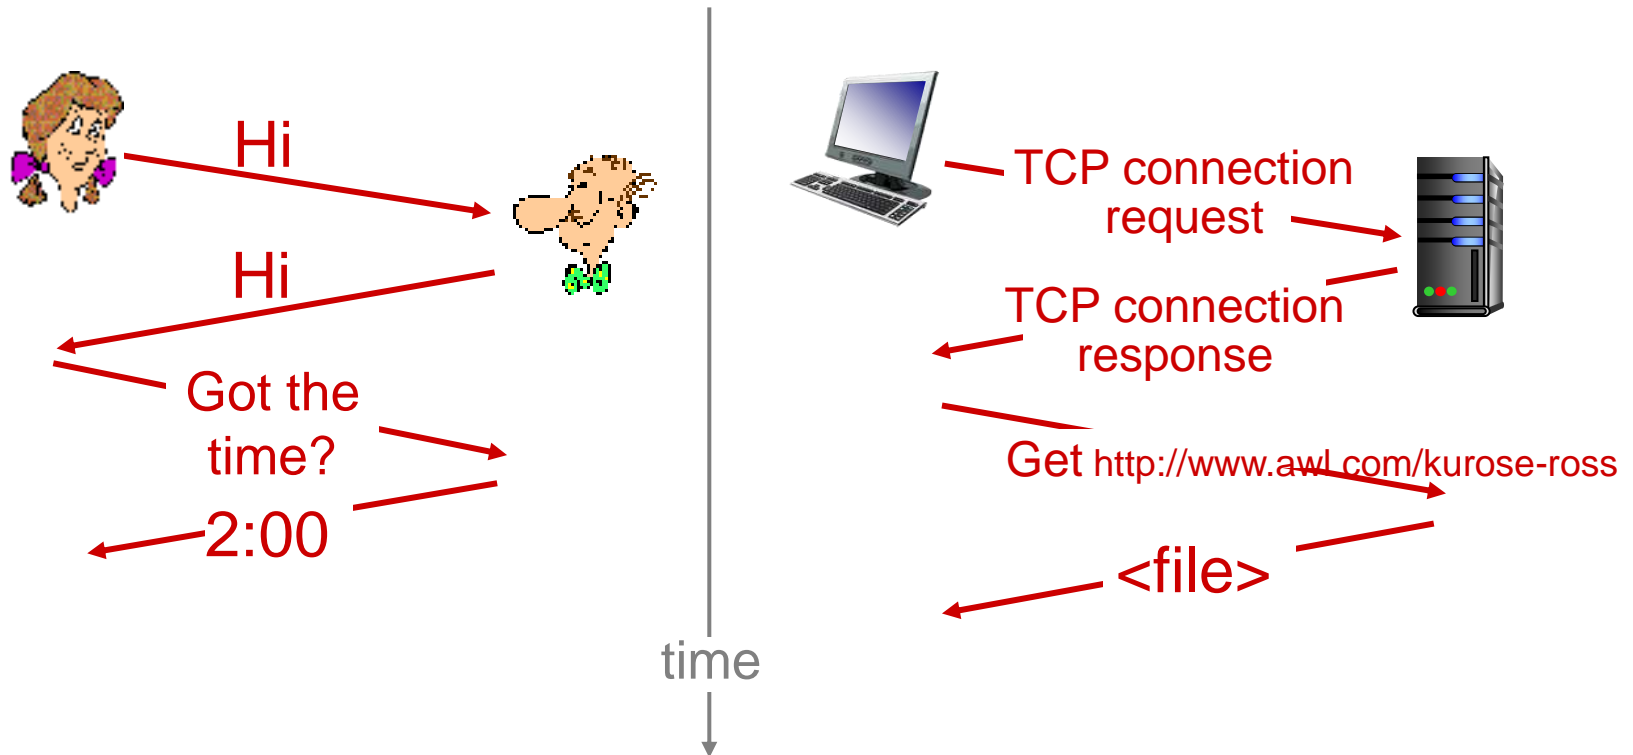 Hi
Hi
Got the
time?
2:00
TCP connection
request
TCP connection
response
Get http://www.awl.com/kurose-ross
<file>
time